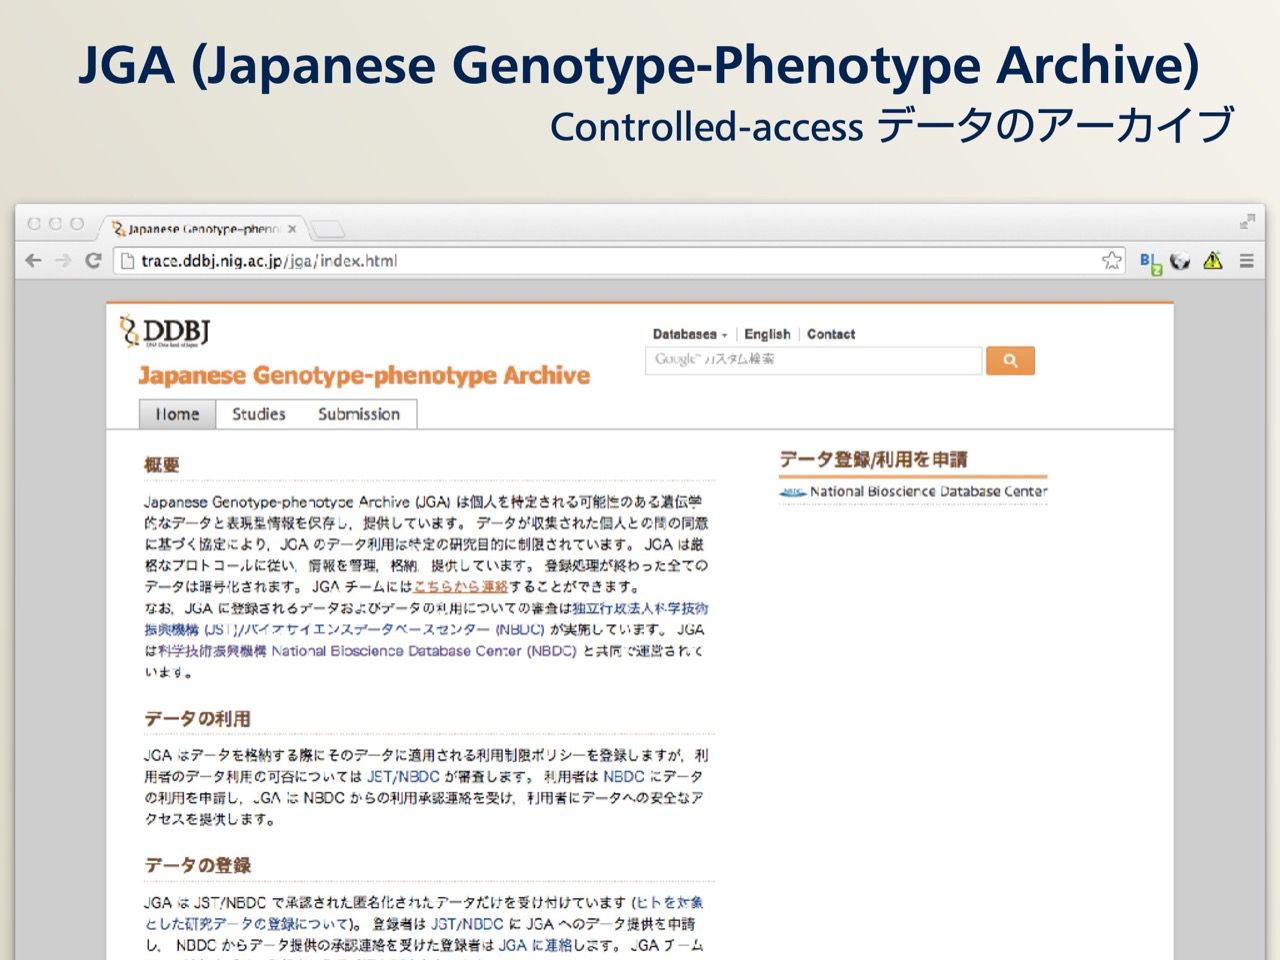 JGA (Japanese Genotype-Phenotype Archive)
Controlled-access データのアーカイブ
Japanese Genotype-pheno
trace.ddbj.nig.ac.jp/jga/index.html
DDBJ
DNA Data Bank of Japan
Databases
English
Contact
Google カスタム検索
Japanese Genotype-phenotype Archive
Home
Studies
Submission
概要
Japanese Genotype-phenotype Archive (JGA) は個人を特定される可能性のある遺伝学
的なデータと表現型情報を保存し、提供しています。 データが収集された個人との間の同意
に基づく協定により、JGA のデータ利用は特定の研究目的に制限されています。 JGA は厳
格なプロトコールに従い、情報を管理、格納、提供しています。 登録処理が終わった全ての
データは暗号化されます。 JGA チームにはこちらから連絡することができます。
なお、JGA に登録されるデータおよびデータの利用についての審査は独立行政法人科学技術
振興機構 (JST)/バイオサイエンスデータベースセンター (NBDC) が実施しています。 JGA
は科学技術振興機構 National Bioscience Database Center (NBDC) と共同で運営されて
います。
データ登録/利用を申請
NBDC National Bioscience Database Center
データの利用
JGA はデータを格納する際にそのデータに適用される利用制限ポリシーを登録しますが、利
用者のデータ利用の可否については JST/NBDC が審査します。 利用者は NBDC にデータ
の利用を申請し、JGA は NBDC からの利用承認連絡を受け、利用者にデータへの安全なア
クセスを提供します。
データの登録
JGA は JST/NBDC で承認された匿名化されたデータだけを受け付けています (ヒトを対象
とした研究データの登録について)。 登録者は JST/NBDC に JGA へのデータ提供を申請
し、 NBDC からデータ提供の承認連絡を受けた登録者は JGA に連絡します。 JGA チーム